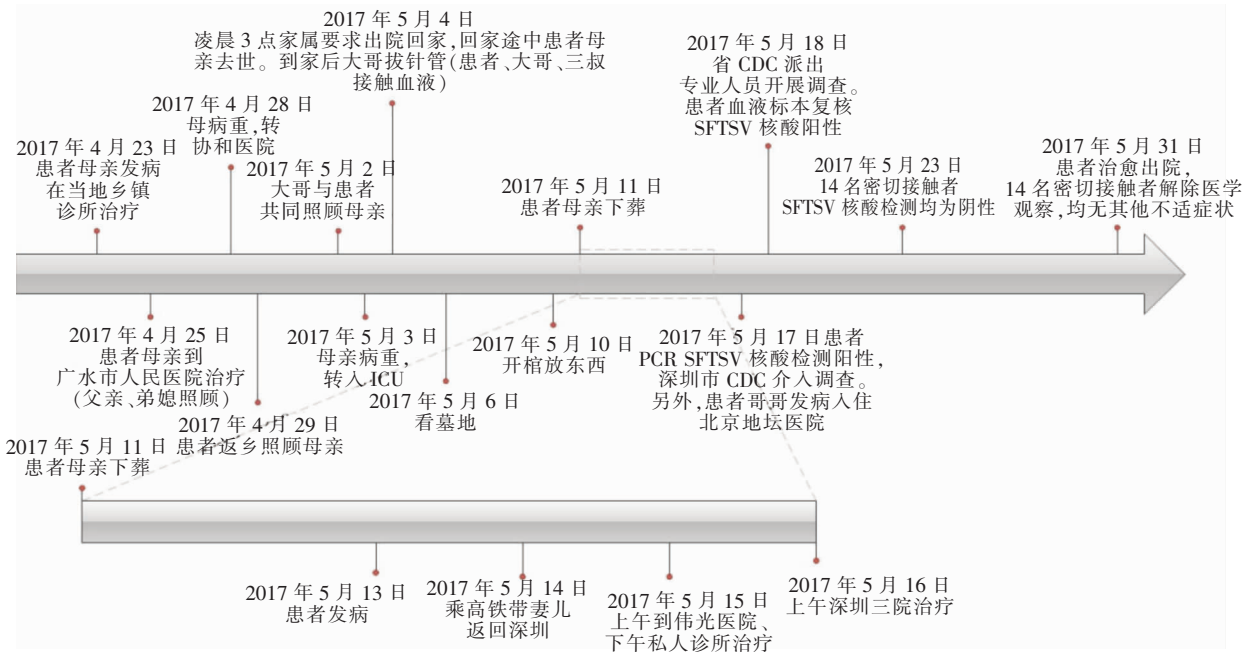 2017 年 5 月 4 日
凌晨 3 点家属要求出院回家,回家途中患者母
亲去世。到家后大哥拔针管(患者、大哥、三叔
接触血液)
2017 年 5 月 18 日
省 CDC 派出
专业人员开展调查。
患者血液标本复核
SFTSV 核酸阳性
2017 年 4 月 28 日
母病重,转
协和医院
2017 年 4 月 23 日
患者母亲发病
在当地乡镇
诊所治疗
2017 年 5 月 2 日
大哥与患者
共同照顾母亲
2017 年 5 月 11 日
患者母亲下葬
2017 年 5 月 23 日
14 名密切接触者
SFTSV 核酸检测均为阴性
2017 年 5 月 31 日
患者治愈出院,
14 名密切接触者解除医学
观察,均无其他不适症状
2017 年 4 月 25 日
患者母亲到
广水市人民医院治疗
(父亲、弟媳照顾)
2017 年 4 月 29 日
患者返乡照顾母亲
2017 年 5 月 3 日
母亲病重,
转入 ICU
2017 年 5 月 6 日
看墓地
2017 年 5 月 10 日
开棺放东西
2017 年 5 月 17 日患者
PCR SFTSV 核酸检测阳性,
深圳市 CDC 介入调查。
另外,患者哥哥发病入住
北京地坛医院
2017 年 5 月 11 日
患者母亲下葬
2017 年 5 月 13 日
患者发病
2017 年 5 月 14 日
乘高铁带妻儿
返回深圳
2017 年 5 月 15 日
上午到伟光医院、
下午私人诊所治疗
2017 年 5 月 16 日
上午深圳三院治疗